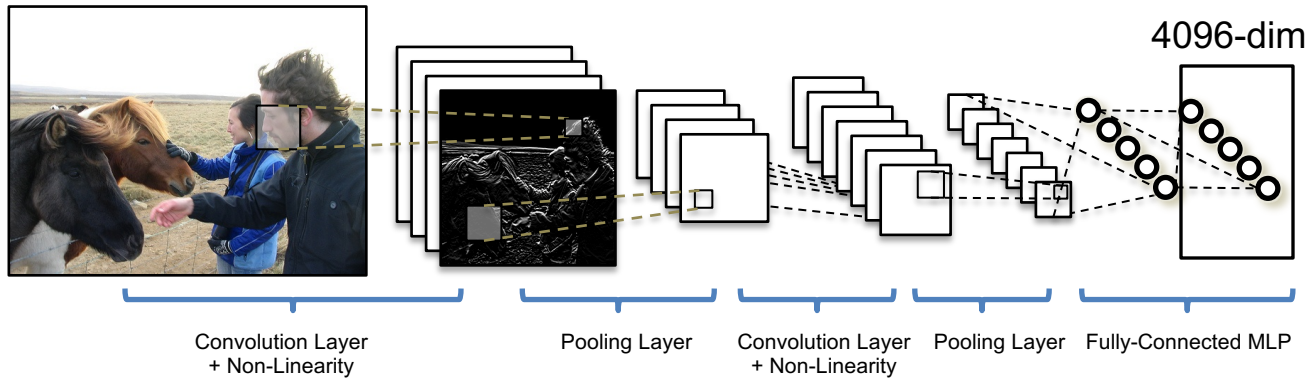 4096-dim
Convolution Layer
+ Non-Linearity
Pooling Layer
Convolution Layer
+ Non-Linearity
Pooling Layer
Fully-Connected MLP